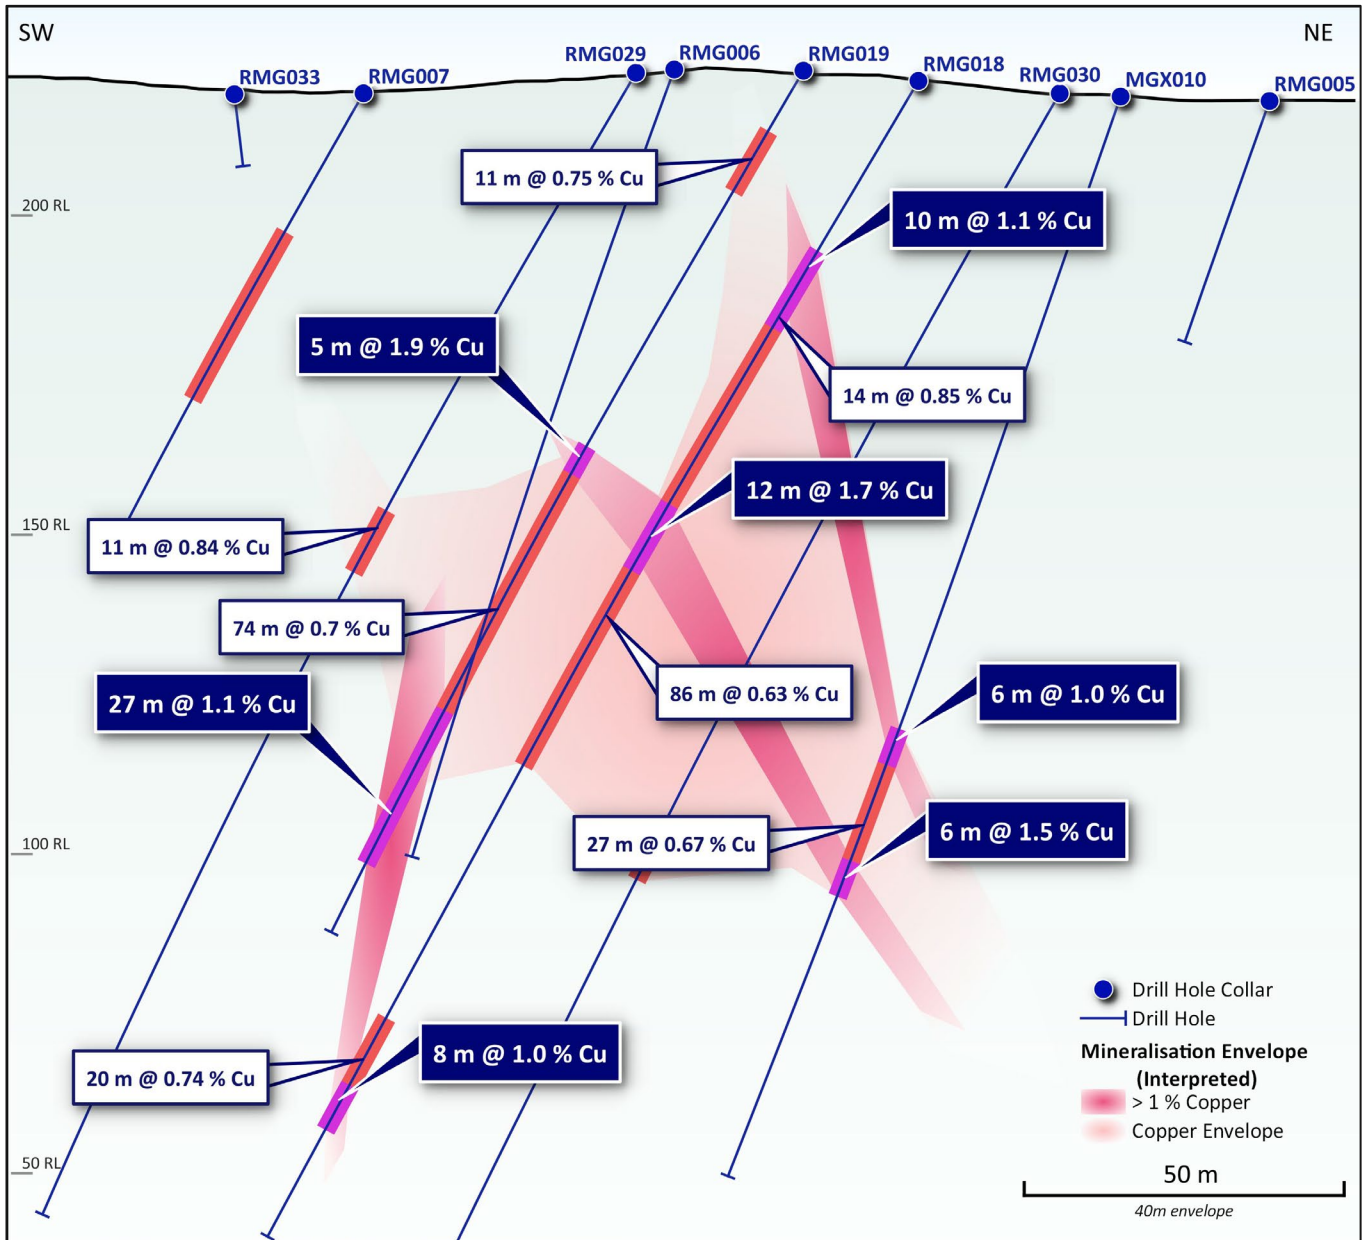 SW
NE
RMG033
RMG007
RMG029
RMG006
RMG019
RMG018
RMG030
MGX010
RMG005
11 m @ 0.75 % Cu
200 RL
10 m @ 1.1 % Cu
5 m @ 1.9 % Cu
14 m @ 0.85 % Cu
12 m @ 1.7 % Cu
150 RL
11 m @ 0.84 % Cu
74 m @ 0.7 % Cu
27 m @ 1.1 % Cu
86 m @ 0.63 % Cu
6 m @ 1.0 % Cu
100 RL
27 m @ 0.67 % Cu
6 m @ 1.5 % Cu
20 m @ 0.74 % Cu
8 m @ 1.0 % Cu
50 RL
Drill Hole Collar
Drill Hole
Mineralisation Envelope
(Interpreted)
> 1 % Copper
Copper Envelope
50 m
40m envelope